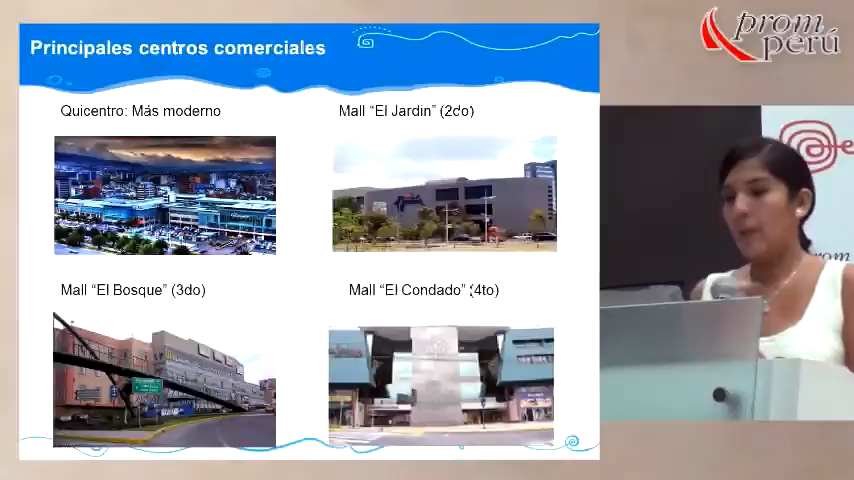 Principales centros comerciales
prom
perú
Quicentro: Más moderno
Mall “El Jardin” (2do)
Mall “El Bosque” (3do)
Mall “El Condado” (4to)